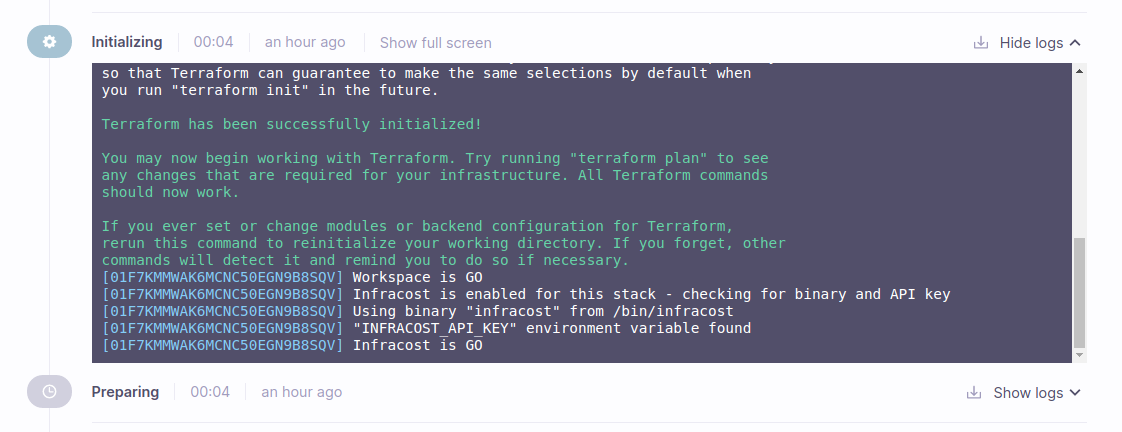 Initializing 00:04 an hour ago Show full screen Hide logs
so that Terraform can guarantee to make the same selections by default when
you run "terraform init" in the future.
Terraform has been successfully initialized!
You may now begin working with Terraform. Try running "terraform plan" to see
any changes that are required for your infrastructure. All Terraform commands
should now work.
If you ever set or change modules or backend configuration for Terraform,
rerun this command to reinitialize your working directory. If you forget, other
commands will detect it and remind you to do so if necessary.
[01F7KMMWAK6MCNC50EGN9B8SQV] Workspace is GO
[01F7KMMWAK6MCNC50EGN9B8SQV] Infracost is enabled for this stack - checking for binary and API key
[01F7KMMWAK6MCNC50EGN9B8SQV] Using binary "infracost" from /bin/infracost
[01F7KMMWAK6MCNC50EGN9B8SQV] "INFRACOST_API_KEY" environment variable found
[01F7KMMWAK6MCNC50EGN9B8SQV] Infracost is GO
Preparing 00:04 an hour ago Show logs